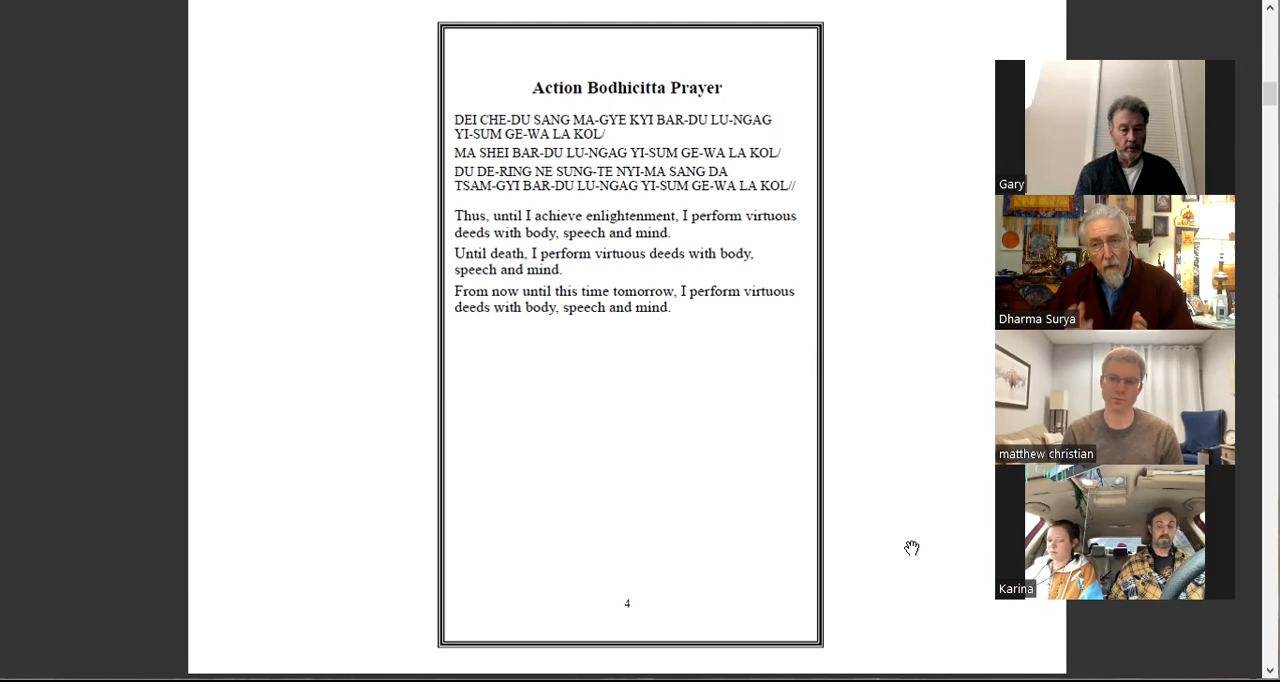 Action Bodhicitta Prayer
DEI CHE-DU SANG MA-GYE KYI BAR-DU LU-NGAG
YI-SUM GE-WA LA KOL/
MA SHEI BAR-DU LU-NGAG YI-SUM GE-WA LA KOL/
DU DE-RING NE SUNG-TE NYI-MA SANG DA
TSAM-GYI BAR-DU LU-NGAG YI-SUM GE-WA LA KOL//
Thus, until I achieve enlightenment, I perform virtuous
deeds with body, speech and mind.
Until death, I perform virtuous deeds with body,
speech and mind.
From now until this time tomorrow, I perform virtuous
deeds with body, speech and mind.
4
Gary
Dharma Surya
matthew christian
Karina